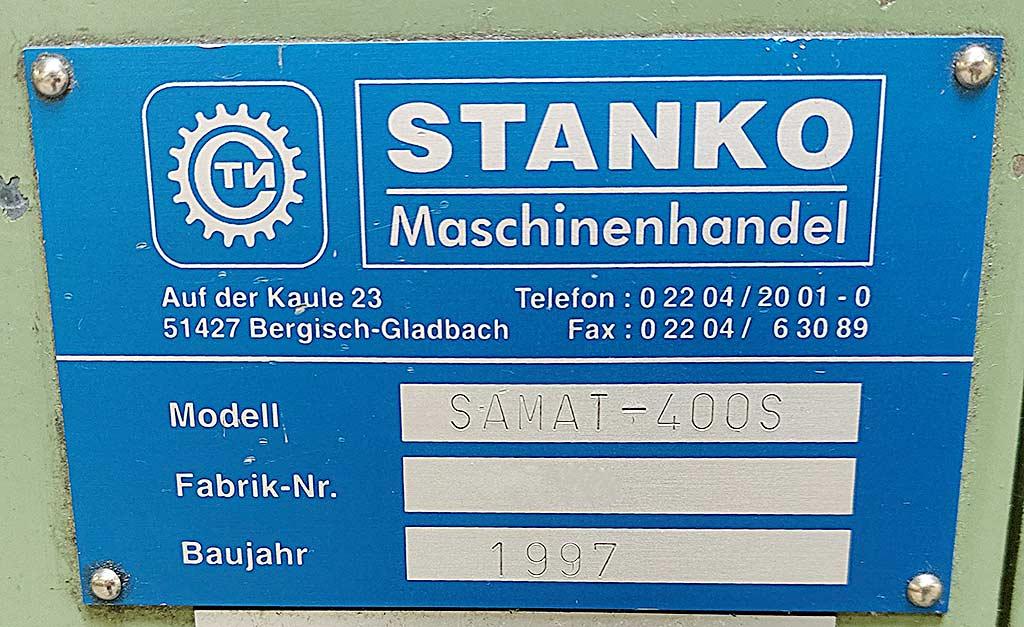 СТИ
STANKO
Maschinenhandel
Auf der Kaule 23
51427 Bergisch-Gladbach
Telefon : 0 22 04 / 20 01 - 0
Fax : 0 22 04 / 6 30 89
Modell SAMAT-400S
Fabrik-Nr.
Baujahr 1997